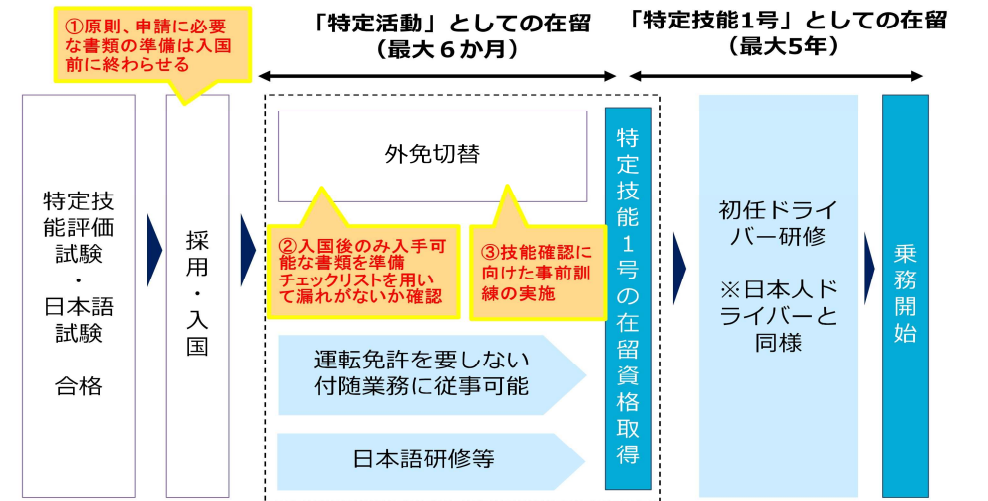 ①原則、申請に必要
な書類の準備は入国
前に終わらせる
「特定活動」としての在留
（最大６か月）
「特定技能1号」としての在留
（最大5年）
特定技
能評価
試験
・
日本語
試験
合格
採用・入国
外免切替
②入国後のみ入手可
能な書類を準備
チェックリストを用い
て漏れがないか確認
③技能確認に
向けた事前訓
練の実施
運転免許を要しない
付随業務に従事可能
日本語研修等
特定技能1号の在留資格取得
初任ドライ
バー研修
※日本人ド
ライバーと
同様
乗務開始